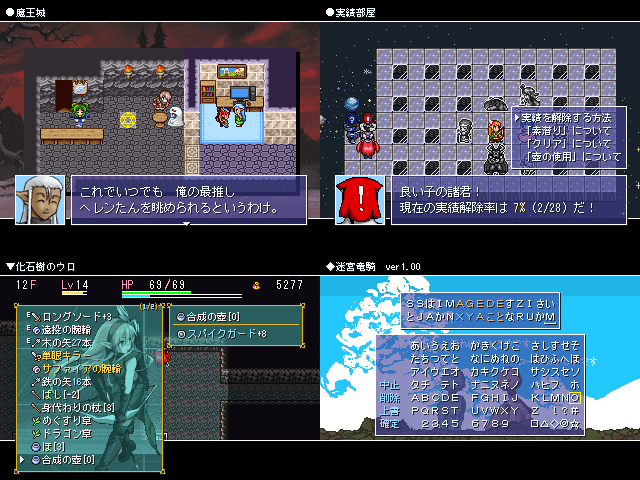 ●魔王城
これでいつでも 俺の最推し
ヘレンたんを眺められるというわけ。
●実績部屋
実績を解除する方法
「素潜り」について
「クリア」について
「壺の使用」について
良い子の諸君！
現在の実績解除率は 7% (2/28) だ！
▼化石樹のウロ
12F Lv14 HP 69/69 5277
(1/2)
E ロングソード+3
E 遠投の腕輪
E 木の矢27本
単眼キラー
サファイアの腕輪
鉄の矢16本
ばし[-2]
身代わりの杖[3]
めぐすり草
ドラゴン草
ほ[3]
合成の壺[0]
合成の壺[0]
スパイクガード+8
◆迷宮竜騎 ver1.00
SSはIMAGEDEすZIさい
とJAかNXYAことなRUかM
あいうえお かきくけこ さしすせそ
たちつてと なにぬねの はひふへほ
アイウエオ カキクケコ サシスセソ
中止 タチ テト ナニヌネノ ハヒフ ホ
削除 ABCDE FGHIJ KLMNO
上書 PQRST UVWXY Z !?#
確定 2345 6789 □△◇◎☆